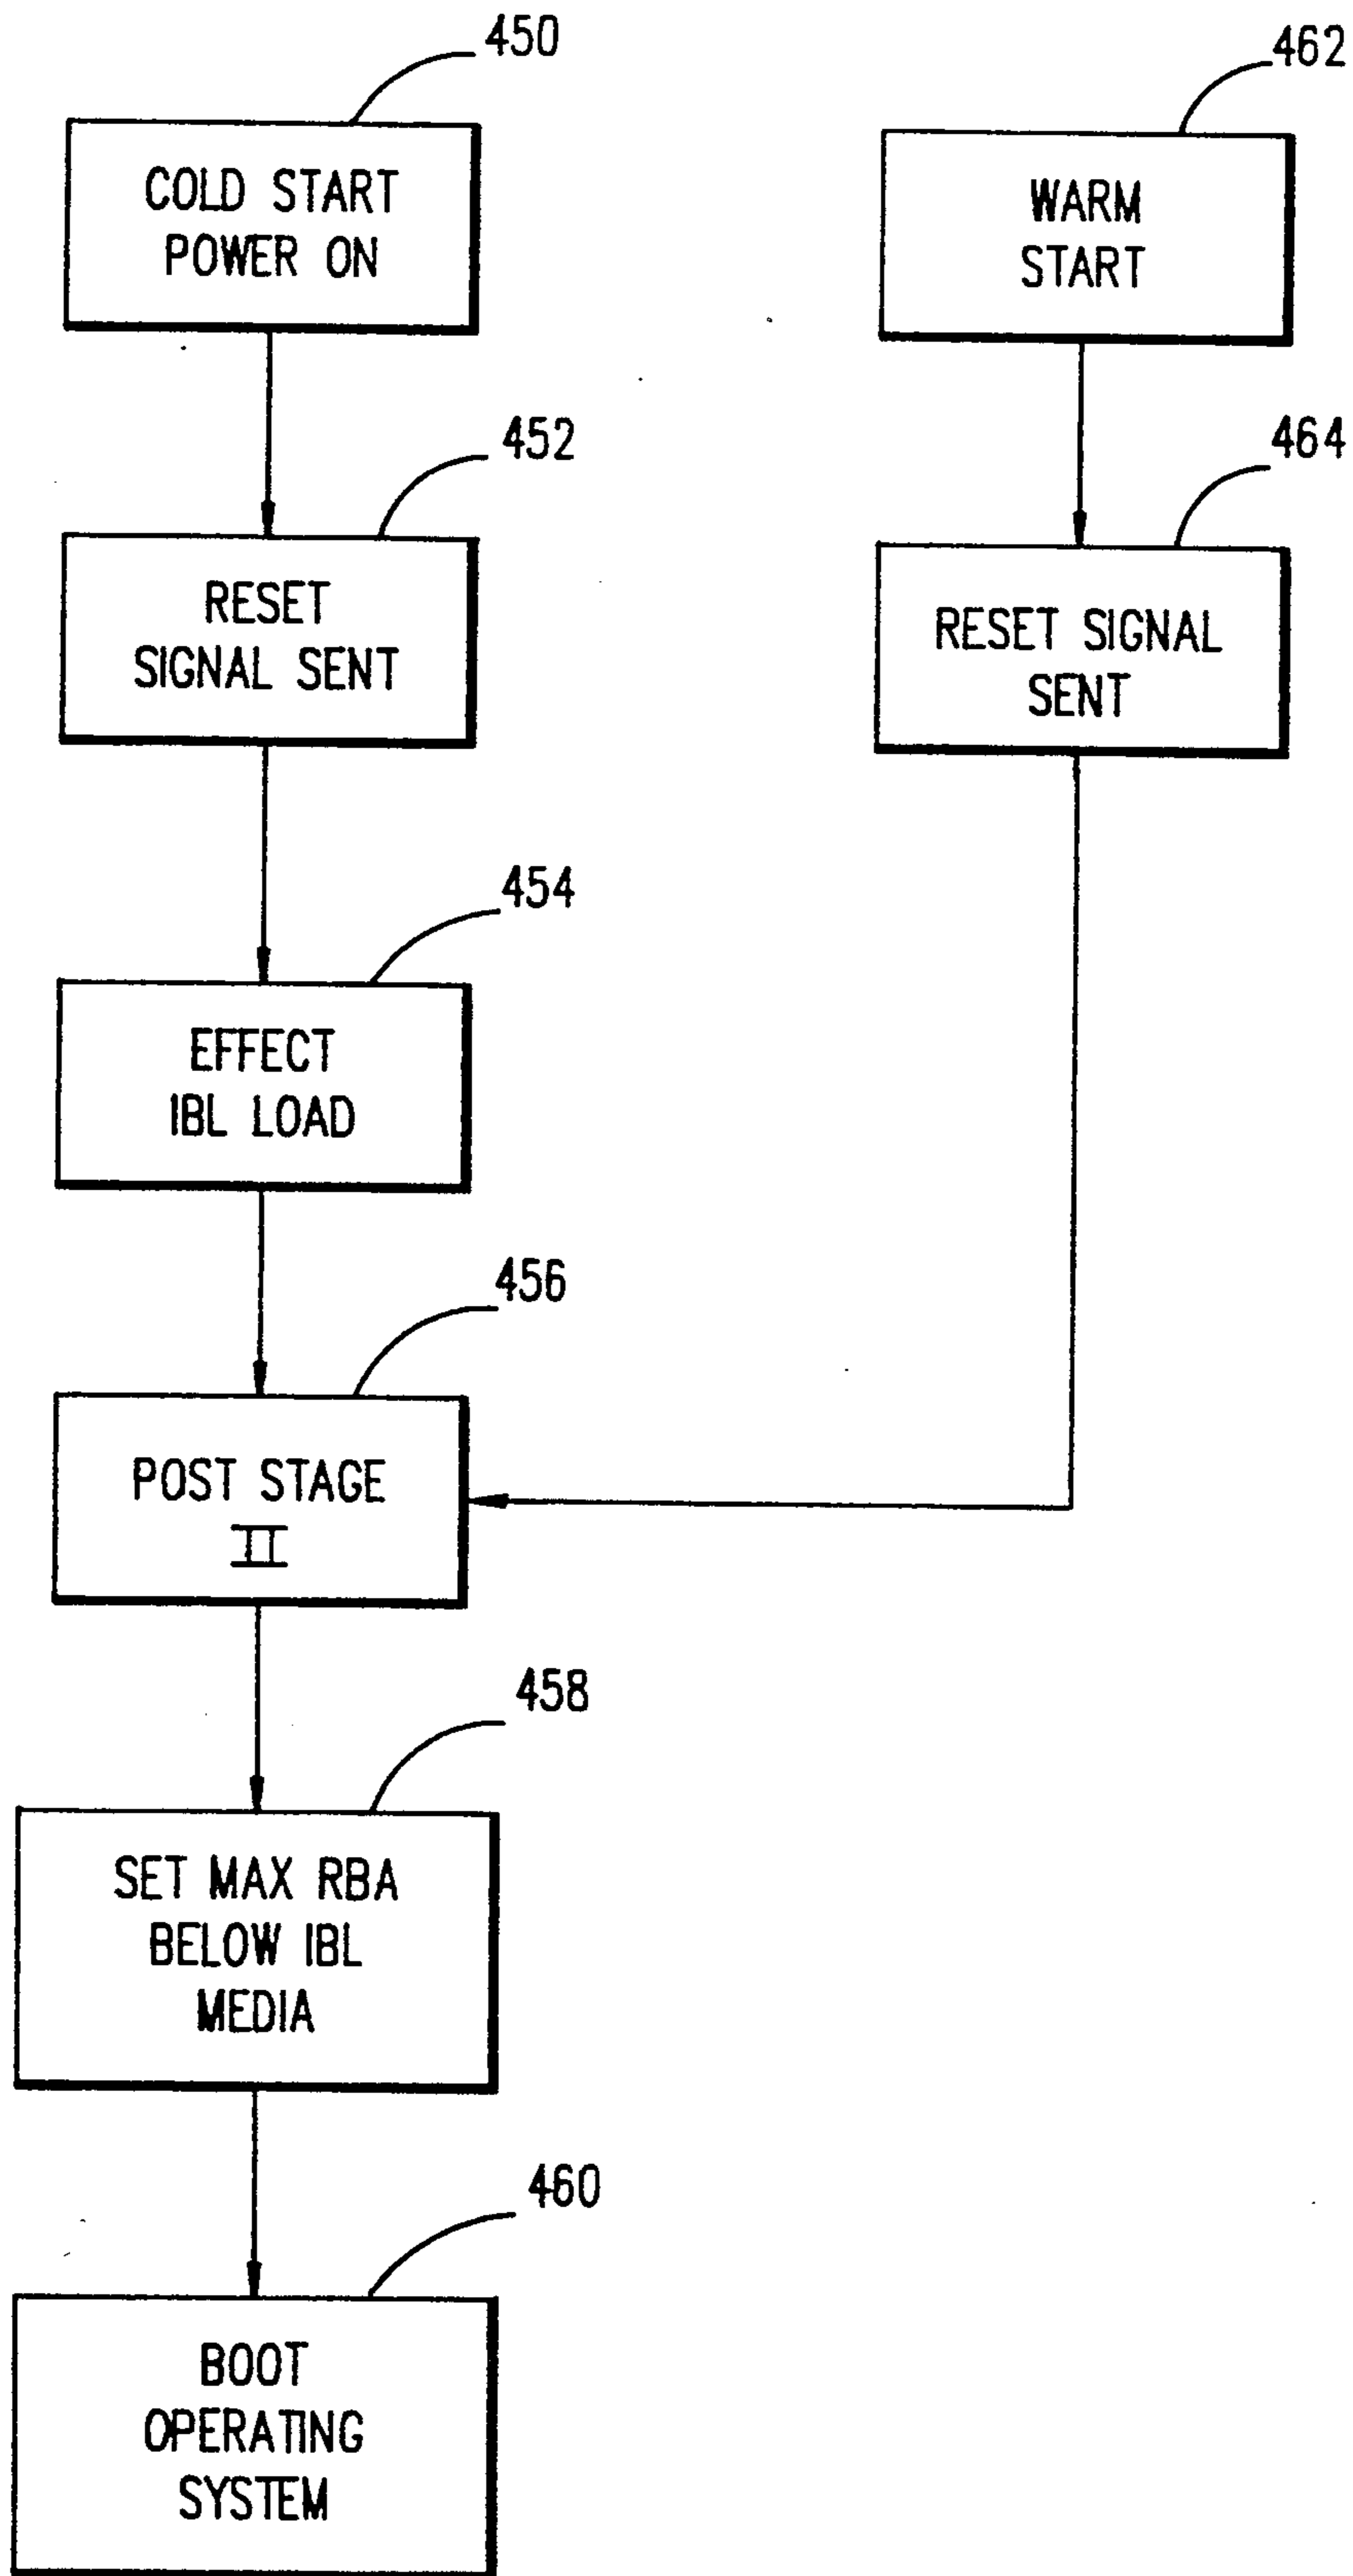 450
COLD START
POWER ON
462
WARM
START
452
RESET
SIGNAL SENT
464
RESET SIGNAL
SENT
454
EFFECT
IBL LOAD
456
POST STAGE
II
458
SET MAX RBA
BELOW IBL
MEDIA
460
BOOT
OPERATING
SYSTEM